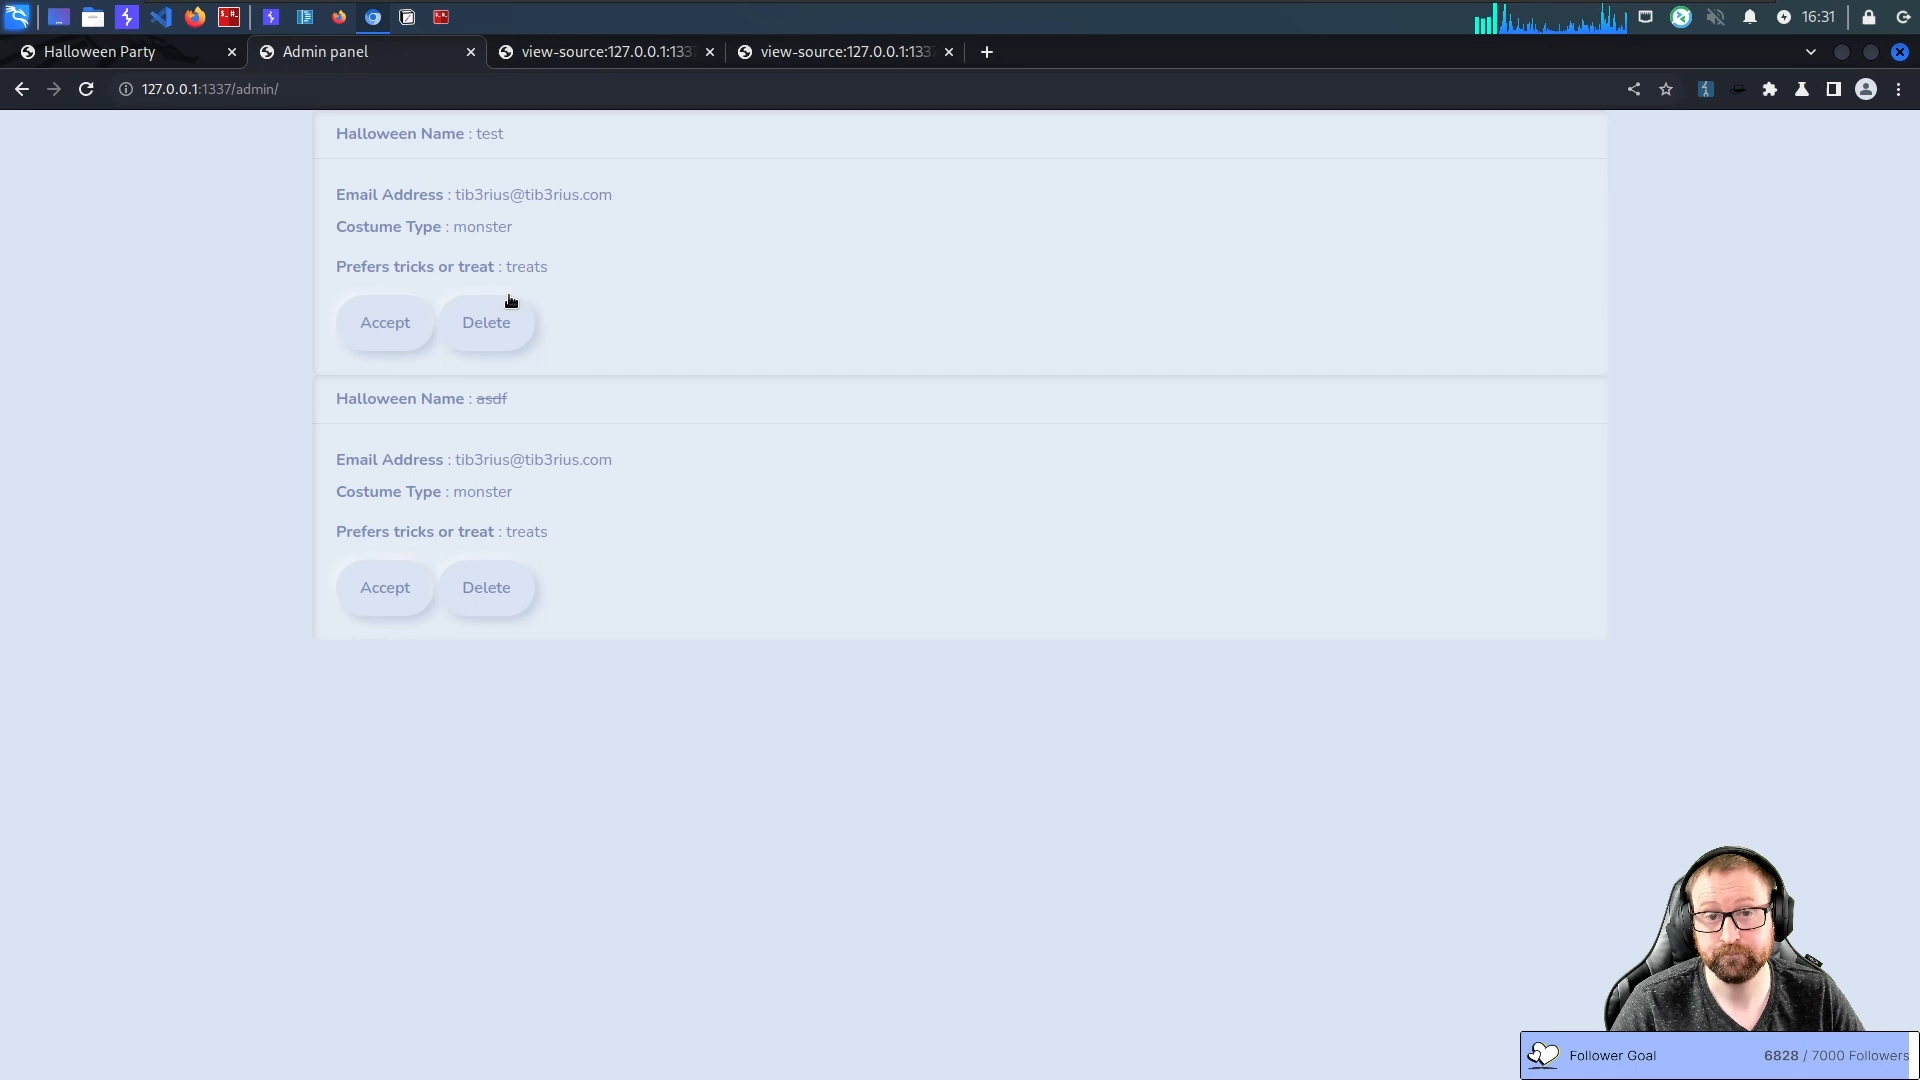 16:31
Halloween Party
Admin panel
view-source:127.0.0.1:133
view-source:127.0.0.1:133
127.0.0.1:1337/admin/
Halloween Name : test
Email Address : tib3rius@tib3rius.com
Costume Type : monster
Prefers tricks or treat : treats
Accept Delete
Halloween Name : asdf
Email Address : tib3rius@tib3rius.com
Costume Type : monster
Prefers tricks or treat : treats
Accept Delete
Follower Goal 6828 / 7000 Followers